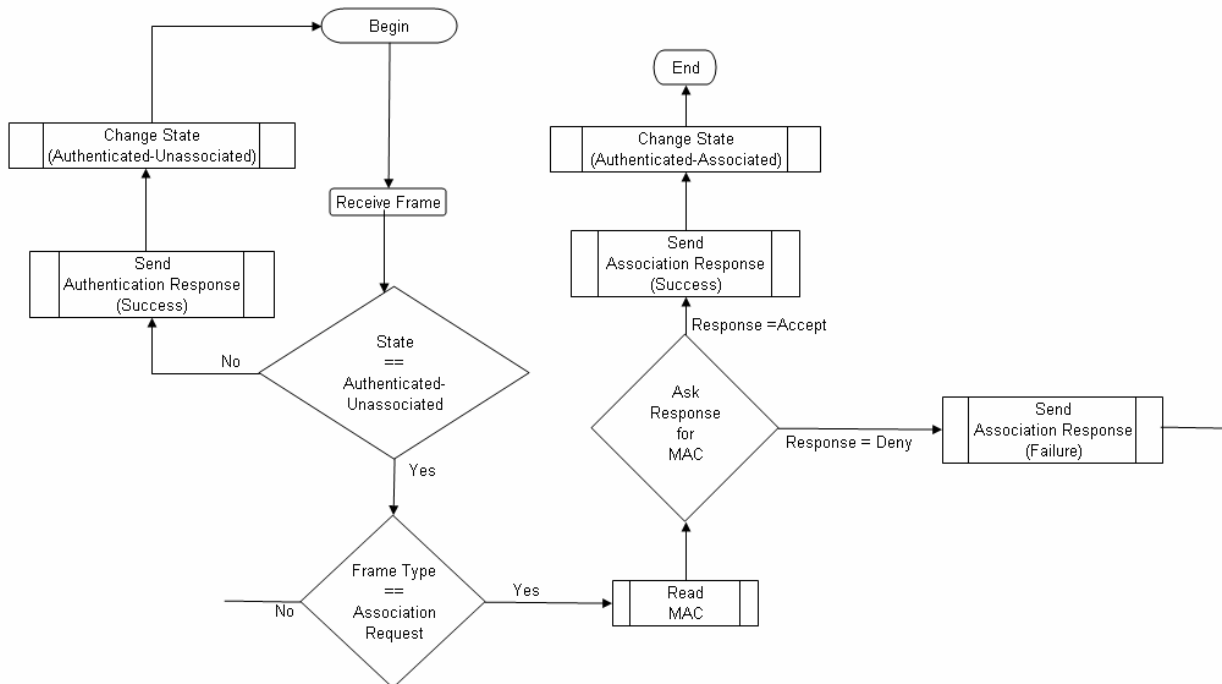 Begin
End
Change State
(Authenticated-Unassociated)
Change State
(Authenticated-Associated)
Receive Frame
Send
Authentication Response
(Success)
Send
Association Response
(Success)
Response =Accept
No
State
==
Authenticated-
Unassociated
Ask
Response
for
MAC
Response = Deny
Send
Association Response
(Failure)
Yes
Frame Type
==
Association
Request
No
Yes
Read
MAC